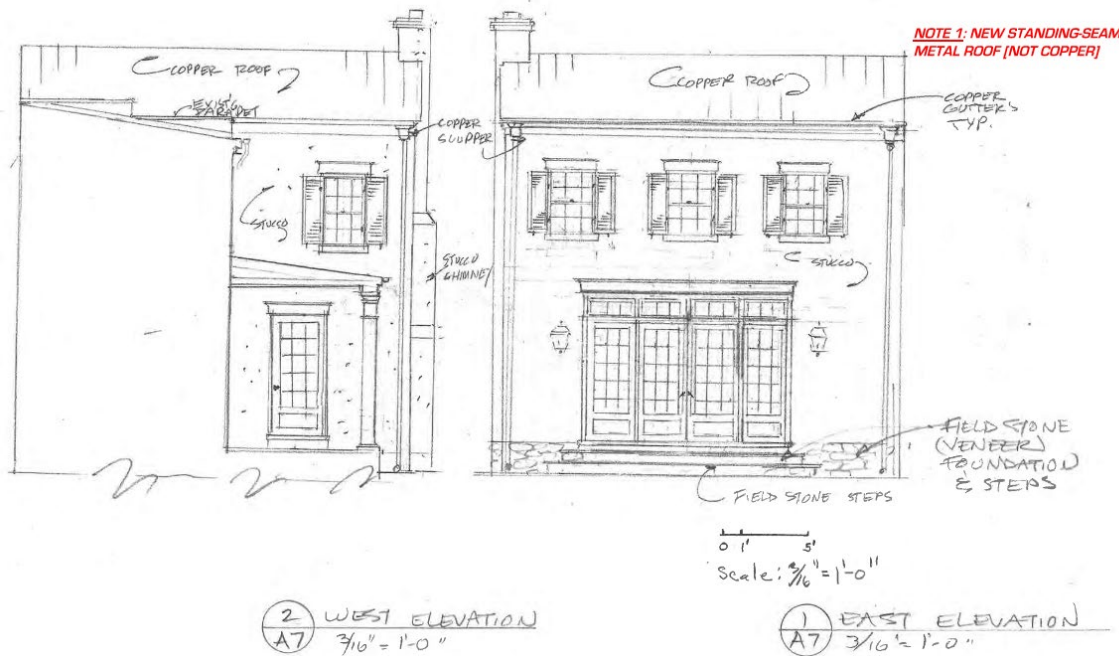 NOTE 1: NEW STANDING-SEAM
METAL ROOF [NOT COPPER]
COPPER ROOF
COPPER ROOF
EXIST'G
PARAPET
COPPER
SCUPPER
COPPER
GUTTER'S
TYP.
STUCCO
STUCCO
CHIMNEY
STUCCO
FIELD STONE
(VENEER)
FOUNDATION
& STEPS
FIELD STONE STEPS
0 1' 5'
Scale: 3/16" = 1'-0"
2
A7
WEST ELEVATION
3/16" = 1'-0"
1
A7
EAST ELEVATION
3/16" = 1'-0"